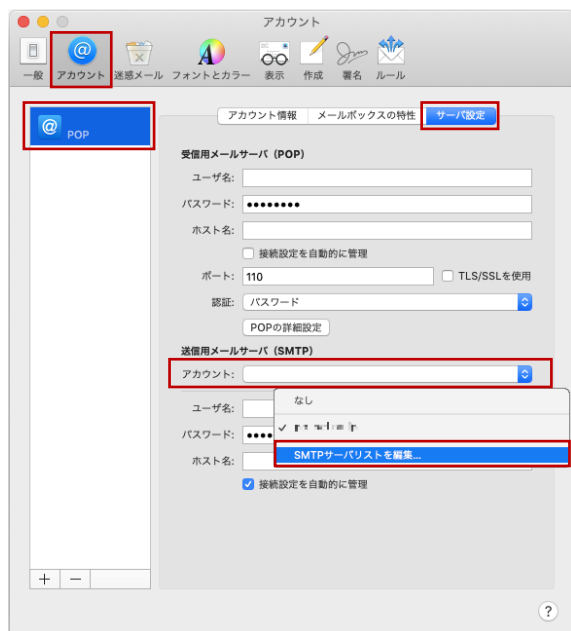 アカウント
一般 アカウント 迷惑メール フォントとカラー 表示 作成 署名 ルール
@ POP
アカウント情報 メールボックスの特性 サーバ設定
受信用メールサーバ (POP)
ユーザ名:
パスワード: ●●●●●●●●
ホスト名:
接続設定を自動的に管理
ポート: 110 TLS/SSLを使用
認証: パスワード
POPの詳細設定
送信用メールサーバ (SMTP)
アカウント:
なし
ユーザ名:
パスワード: ●●●●
SMTPサーバリストを編集...
ホスト名:
接続設定を自動的に管理
+ −
?